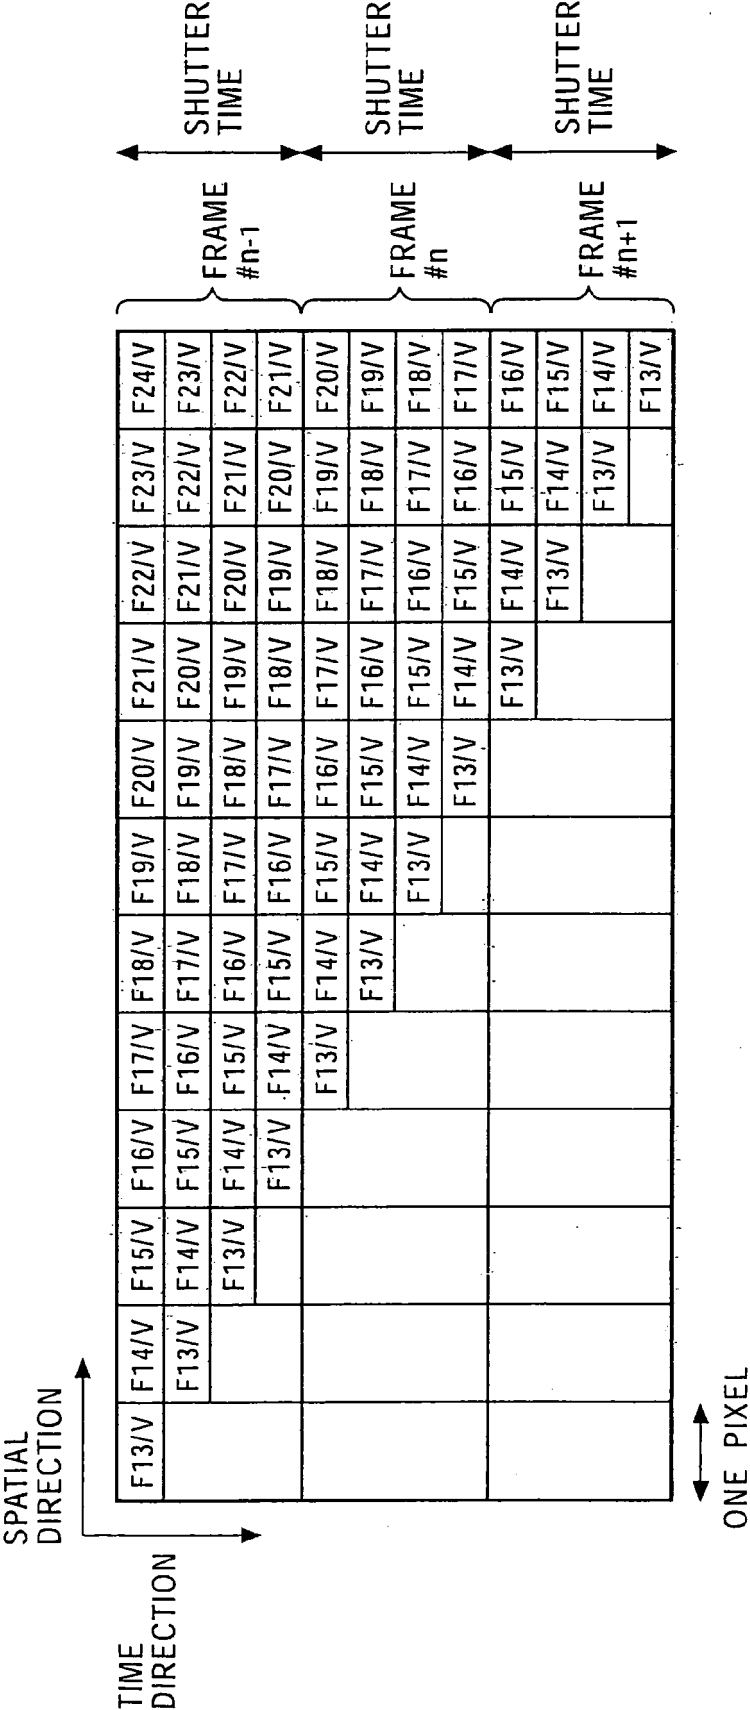 SPATIAL
DIRECTION
TIME
DIRECTION
F13/V F14/V F15/V F16/V F17/V F18/V F19/V F20/V F21/V F22/V F23/V F24/V
F13/V F14/V F15/V F16/V F17/V F18/V F19/V F20/V F21/V F22/V F23/V
F13/V F14/V F15/V F16/V F17/V F18/V F19/V F20/V F21/V F22/V
F13/V F14/V F15/V F16/V F17/V F18/V F19/V F20/V F21/V
FRAME
#n-1
SHUTTER
TIME
F13/V F14/V F15/V F16/V F17/V F18/V F19/V F20/V
F13/V F14/V F15/V F16/V F17/V F18/V F19/V
F13/V F14/V F15/V F16/V F17/V F18/V
F13/V F14/V F15/V F16/V F17/V
FRAME
#n
SHUTTER
TIME
F13/V F14/V F15/V F16/V
F13/V F14/V F15/V
F13/V F14/V
F13/V
FRAME
#n+1
SHUTTER
TIME
ONE PIXEL